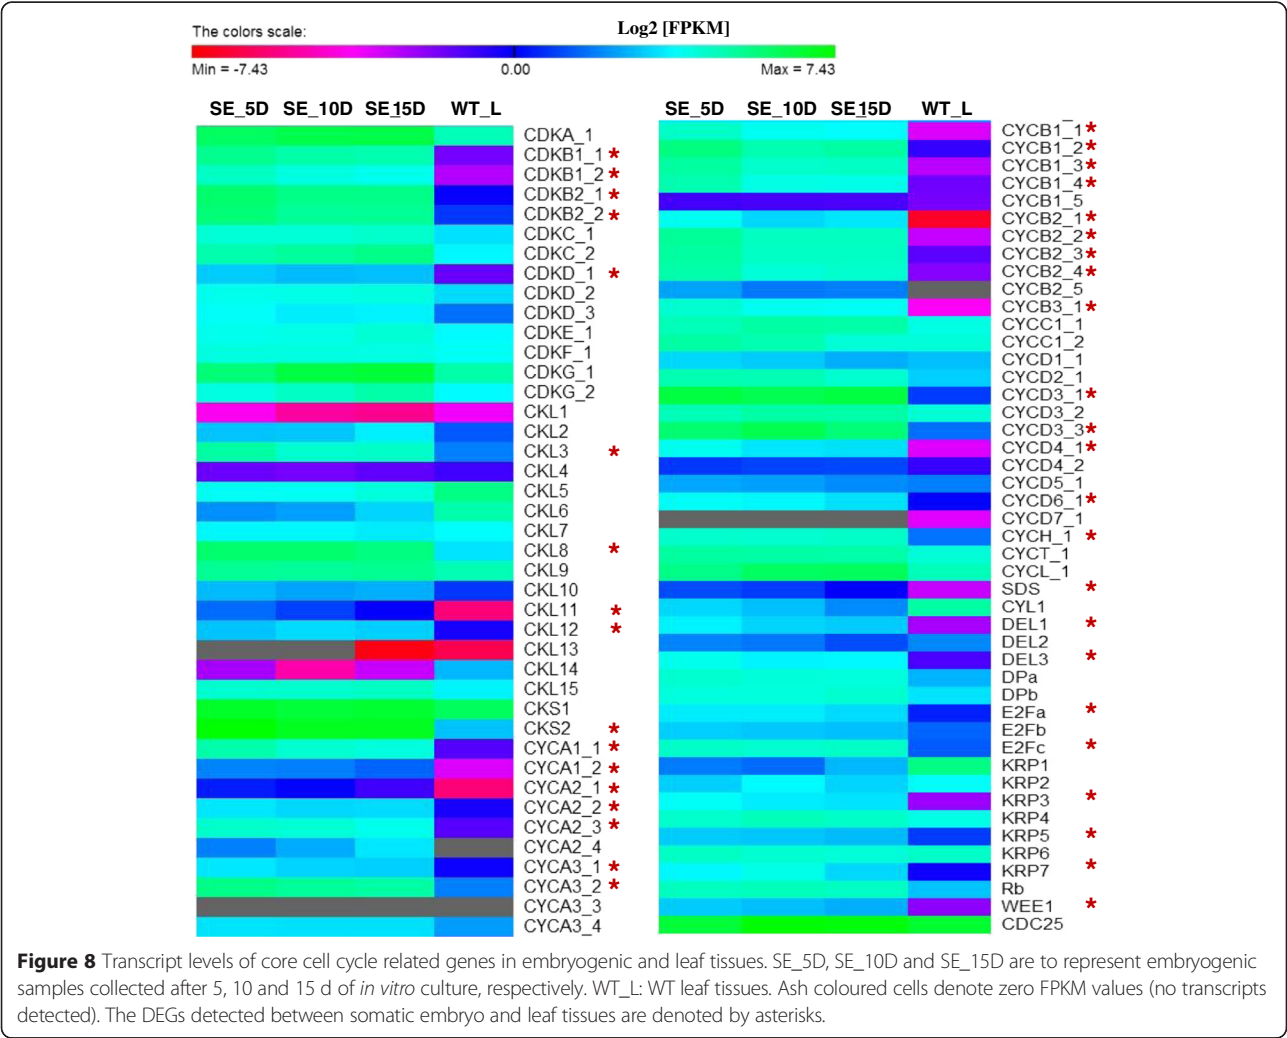 The colors scale:
Log2 [FPKM]
Min = -7.43 0.00 Max = 7.43
SE_5D SE_10D SE_15D WT_L
CDKA_1
CDKB1_1 *
CDKB1_2 *
CDKB2_1 *
CDKB2_2 *
CDKC_1
CDKC_2
CDKD_1 *
CDKD_2
CDKD_3
CDKE_1
CDKF_1
CDKG_1
CDKG_2
CKL1
CKL2
CKL3 *
CKL4
CKL5
CKL6
CKL7
CKL8 *
CKL9
CKL10
CKL11 *
CKL12 *
CKL13
CKL14
CKL15
CKS1
CKS2 *
CYCA1_1 *
CYCA1_2 *
CYCA2_1 *
CYCA2_2 *
CYCA2_3 *
CYCA2_4
CYCA3_1 *
CYCA3_2 *
CYCA3_3
CYCA3_4
SE_5D SE_10D SE_15D WT_L
CYCB1_1 *
CYCB1_2 *
CYCB1_3 *
CYCB1_4 *
CYCB1_5
CYCB2_1 *
CYCB2_2 *
CYCB2_3 *
CYCB2_4 *
CYCB2_5
CYCB3_1 *
CYCC1_1
CYCC1_2
CYCD1_1
CYCD2_1
CYCD3_1 *
CYCD3_2
CYCD3_3 *
CYCD4_1 *
CYCD4_2
CYCD5_1
CYCD6_1 *
CYCD7_1
CYCH_1 *
CYCT_1
CYCL_1
SDS *
CYL1
DEL1 *
DEL2
DEL3 *
DPa
DPb
E2Fa *
E2Fb
E2Fc *
KRP1
KRP2
KRP3 *
KRP4
KRP5 *
KRP6
KRP7 *
Rb
WEE1 *
CDC25
Figure 8 Transcript levels of core cell cycle related genes in embryogenic and leaf tissues. SE_5D, SE_10D and SE_15D are to represent embryogenic
samples collected after 5, 10 and 15 d of in vitro culture, respectively. WT_L: WT leaf tissues. Ash coloured cells denote zero FPKM values (no transcripts
detected). The DEGs detected between somatic embryo and leaf tissues are denoted by asterisks.